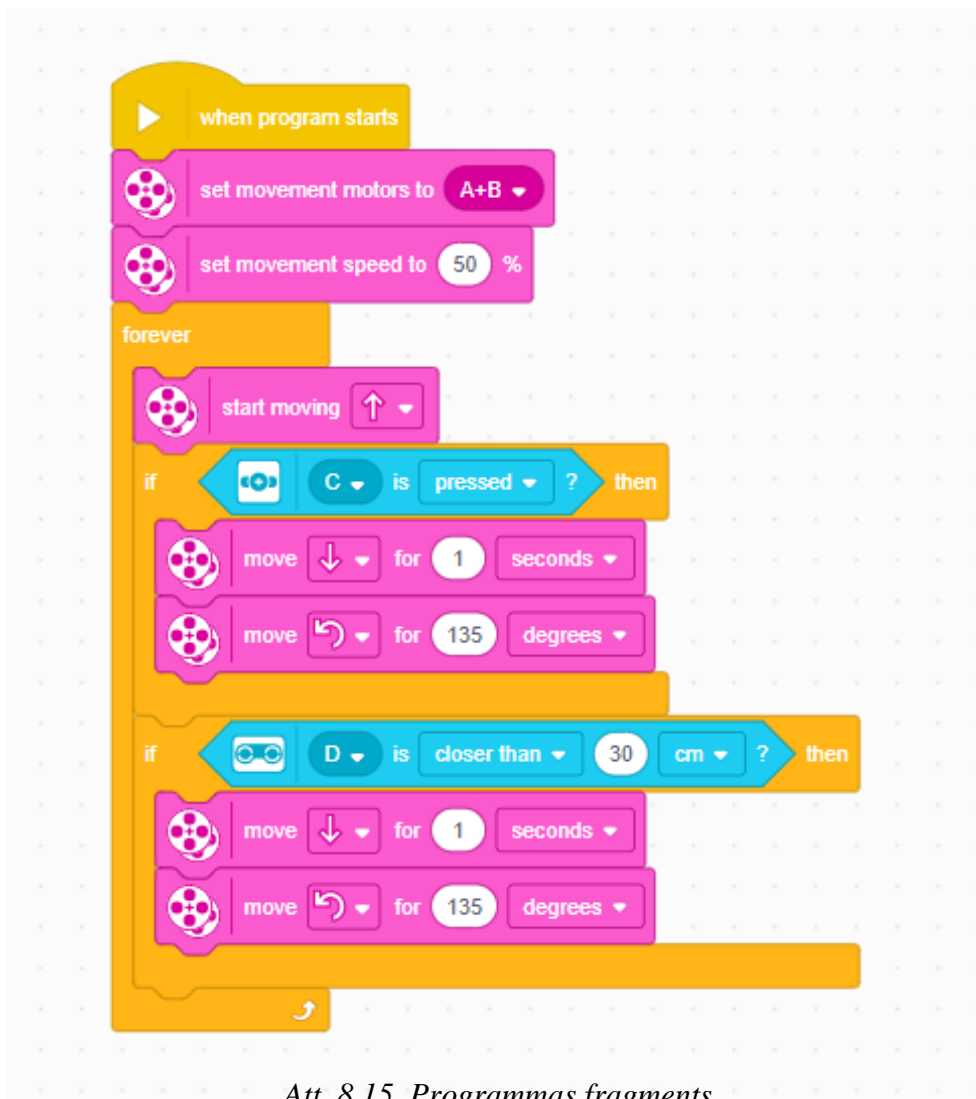 when program starts
set movement motors to A+B
set movement speed to 50 %
forever
start moving
if C is pressed ? then
move for 1 seconds
move for 135 degrees
if D is closer than 30 cm ? then
move for 1 seconds
move for 135 degrees
Att. 8.15. Programmas fragments